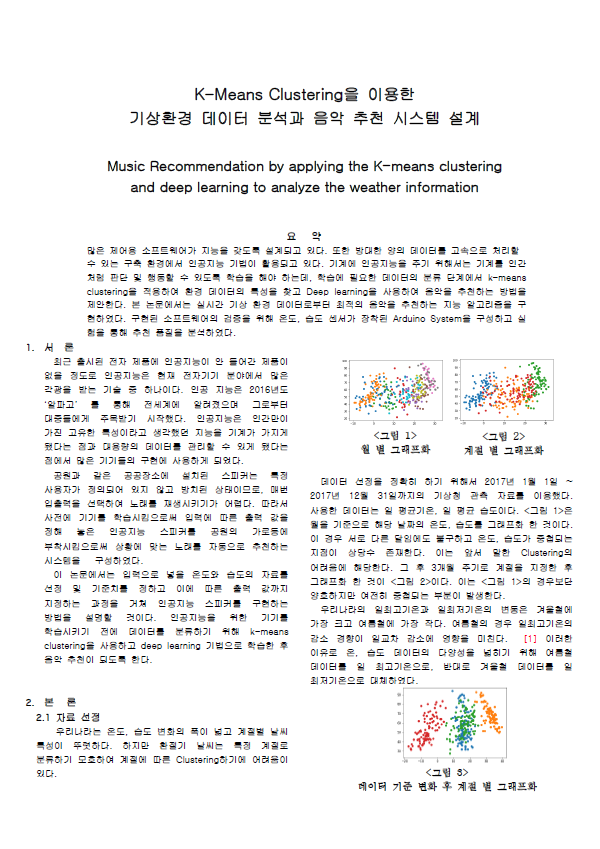 K-Means Clustering을 이용한
기상환경 데이터 분석과 음악 추천 시스템 설계
Music Recommendation by applying the K-means clustering
and deep learning to analyze the weather information
요 약
많은 제어용 소프트웨어가 지능을 갖도록 설계되고 있다. 또한 방대한 양의 데이터를 고속으로 처리할
수 있는 구축 환경에서 인공지능 기법이 활용되고 있다. 기계에 인공지능을 주기 위해서는 기계를 인간
처럼 판단 및 행동할 수 있도록 학습을 해야 하는데, 학습에 필요한 데이터의 분류 단계에서 k-means
clustering을 적용하여 환경 데이터의 특성을 찾고 Deep learning을 사용하여 음악을 추천하는 방법을
제안한다. 본 논문에서는 실시간 기상 환경 데이터로부터 최적의 음악을 추천하는 지능 알고리즘을 구
현하였다. 구현된 소프트웨어의 검증을 위해 온도, 습도 센서가 장착된 Arduino System을 구성하고 실
험을 통해 추천 품질을 분석하였다.
1. 서 론
최근 출시된 전자 제품에 인공지능이 안 들어간 제품이
없을 정도로 인공지능은 현재 전자기기 분야에서 많은
각광을 받는 기술 중 하나이다. 인공 지능은 2016년도
'알파고' 를 통해 전세계에 알려졌으며 그로부터
대중들에게 주목받기 시작했다. 인공지능은 인간만이
가진 고유한 특성이라고 생각했던 지능을 기계가 가지게
됐다는 점과 대용량의 데이터를 관리할 수 있게 됐다는
점에서 많은 기기들의 구현에 사용하게 되었다.
공원과 같은 공공장소에 설치된 스피커는 특정
사용자가 정의되어 있지 않고 방치된 상태이므로, 매번
입출력을 선택하여 노래를 재생시키기가 어렵다. 따라서
사전에 기기를 학습시킴으로써 입력에 따른 출력 값을
정해 놓은 인공지능 스피커를 공원의 가로등에
부착시킴으로써 상황에 맞는 노래를 자동으로 추천하는
시스템을 구성하였다.
이 논문에서는 입력으로 넣을 온도와 습도의 자료를
선정 및 기준치를 정하고 이에 따른 출력 값까지
지정하는 과정을 거쳐 인공지능 스피커를 구현하는
방법을 설명할 것이다. 인공지능을 위한 기기를
학습시키기 전에 데이터를 분류하기 위해 k-means
clustering을 사용하고 deep learning 기법으로 학습한 후
음악 추천이 되도록 한다.
2. 본 론
2.1 자료 선정
우리나라는 온도, 습도 변화의 폭이 넓고 계절별 날씨
특성이 뚜렷하다. 하지만 환절기 날씨는 특정 계절로
분류하기 모호하여 계절에 따른 Clustering하기에 어려움이
있다.
<그림 1>
월 별 그래프화
<그림 2>
계절 별 그래프화
데이터 선정을 정확히 하기 위해서 2017년 1월 1일 ~
2017년 12월 31일까지의 기상청 관측 자료를 이용했다.
사용한 데이터는 일 평균기온, 일 평균 습도이다. <그림 1>은
월을 기준으로 해당 날짜의 온도, 습도를 그래프화 한 것이다.
이 경우 서로 다른 달임에도 불구하고 온도, 습도가 중첩되는
지점이 상당수 존재한다. 이는 앞서 말한 Clustering의
어려움에 해당한다. 그 후 3개월 주기로 계절을 지정한 후
그래프화 한 것이 <그림 2>이다. 이는 <그림 1>의 경우보단
양호하지만 여전히 중첩되는 부분이 발생한다.
우리나라의 일최고기온과 일최저기온의 변동은 겨울철에
가장 크고 여름철에 가장 작다. 여름철의 경우 일최고기온의
감소 경향이 일교차 감소에 영향을 미친다. [1] 이러한
이유로 온, 습도 데이터의 다양성을 넓히기 위해 여름철
데이터를 일 최고기온으로, 반대로 겨울철 데이터를 일
최저기온으로 대체하였다.
<그림 3>
데이터 기준 변화 후 계절 별 그래프화